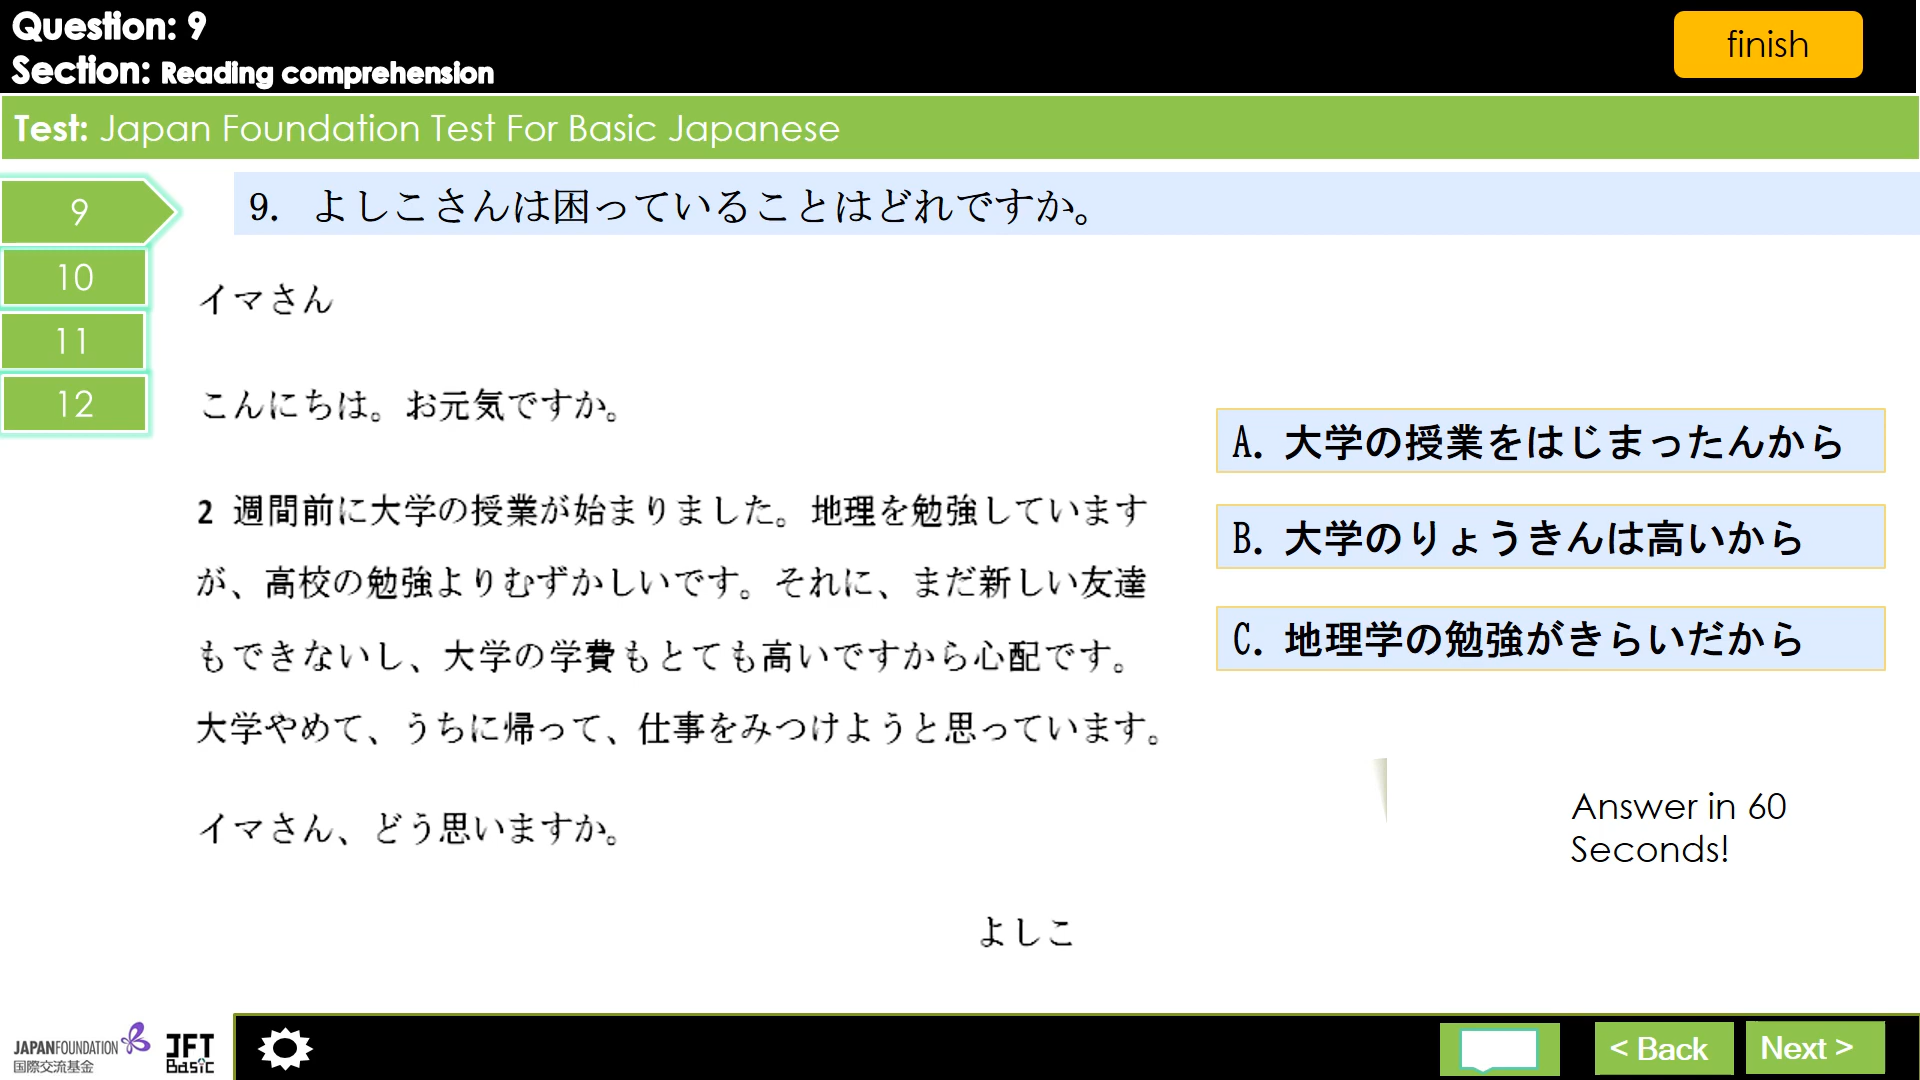 Question: 9
Section: Reading comprehension
finish
Test: Japan Foundation Test For Basic Japanese
9
10
11
12
9. よしこさんは困っていることはどれですか。
イマさん
こんにちは。お元気ですか。
2 週間前に大学の授業が始まりました。地理を勉強しています
が、高校の勉強よりむずかしいです。それに、まだ新しい友達
もできないし、大学の学費もとても高いですから心配です。
大学やめて、うちに帰って、仕事をみつけようと思っています。
イマさん、どう思いますか。
よしこ
A. 大学の授業をはじまったんから
B. 大学のりょうきんは高いから
C. 地理学の勉強がきらいだから
Answer in 60
Seconds!
JAPANFOUNDATION
国際交流基金
JFT
Basic
< Back
Next >